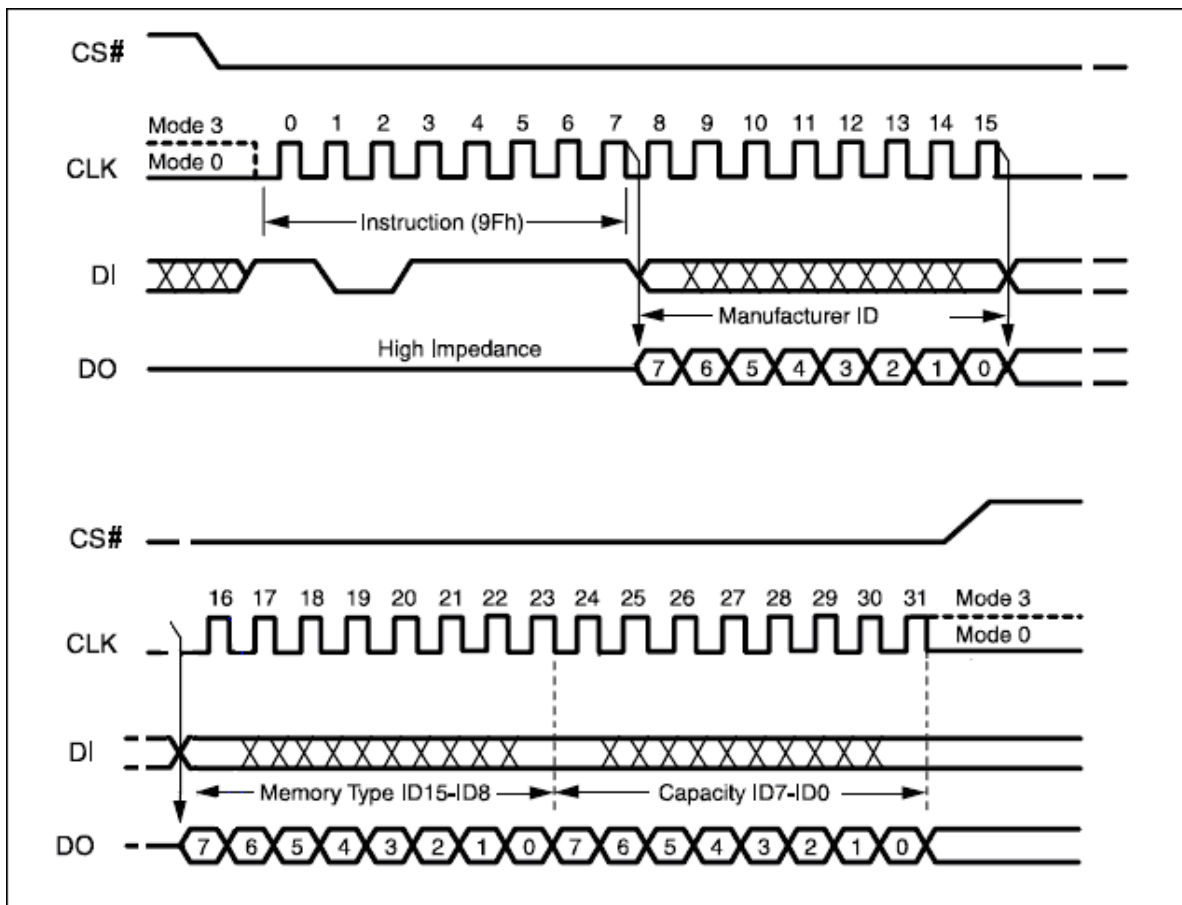 CS#
Mode 3
0 1 2 3 4 5 6 7 8 9 10 11 12 13 14 15
CLK
Mode 0
Instruction (9Fh)
DI
Manufacturer ID
High Impedance
DO
7 6 5 4 3 2 1 0
CS#
16 17 18 19 20 21 22 23 24 25 26 27 28 29 30 31
Mode 3
CLK
Mode 0
DI
Memory Type ID15-ID8
Capacity ID7-ID0
DO
7 6 5 4 3 2 1 0 7 6 5 4 3 2 1 0